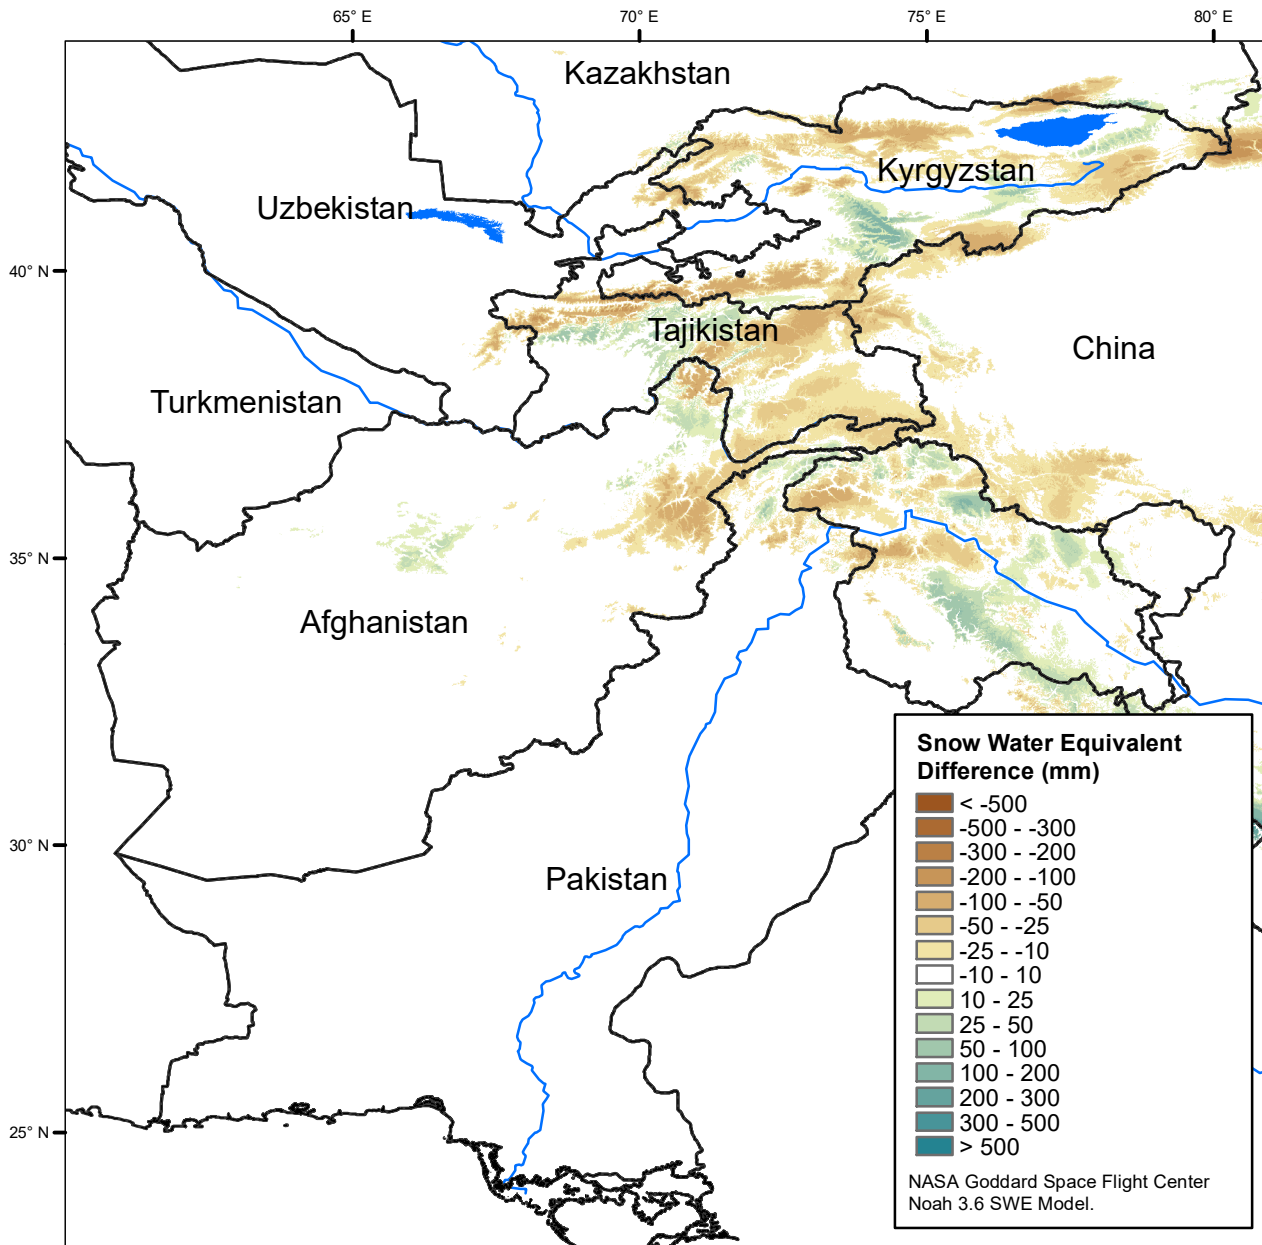 65° E
70° E
75° E
80° E
Kazakhstan
Kyrgyzstan
Uzbekistan
40° N
Tajikistan
China
Turkmenistan
35° N
Afghanistan
30° N
Pakistan
25° N
Snow Water Equivalent
Difference (mm)
< -500
-500 - -300
-300 - -200
-200 - -100
-100 - -50
-50 - -25
-25 - -10
-10 - 10
10 - 25
25 - 50
50 - 100
100 - 200
200 - 300
300 - 500
> 500
NASA Goddard Space Flight Center
Noah 3.6 SWE Model.